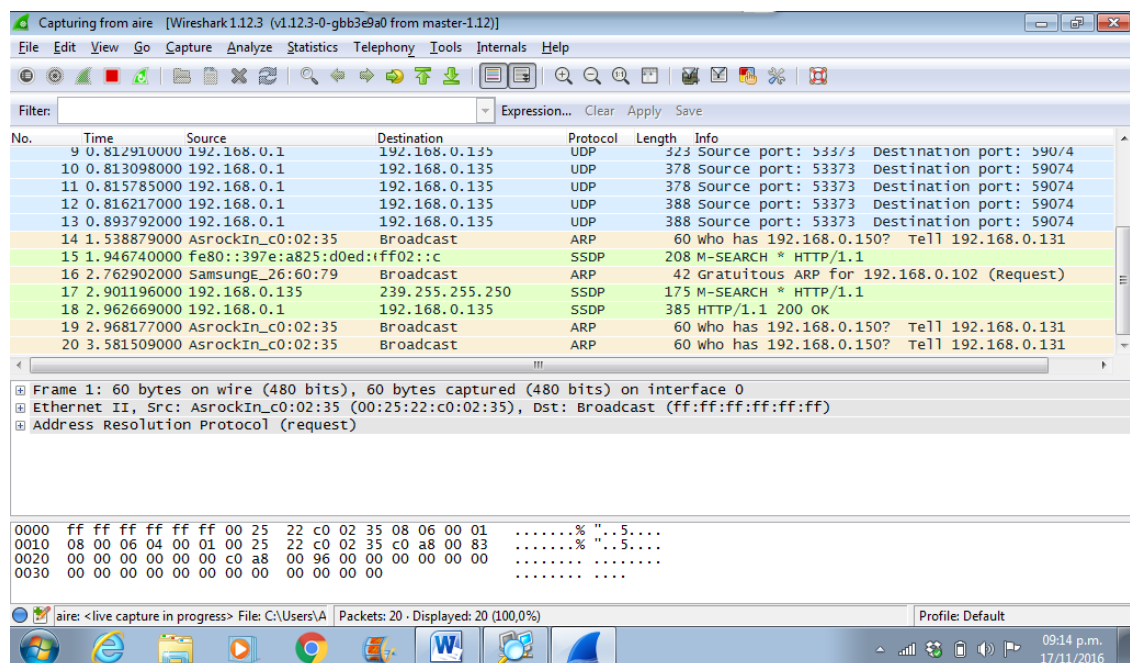 Capturing from aire [Wireshark 1.12.3 (v1.12.3-0-gbb3e9a0 from master-1.12)]
File Edit View Go Capture Analyze Statistics Telephony Tools Internals Help
Filter: Expression... Clear Apply Save
No. Time Source Destination Protocol Length Info
9 0.812910000 192.168.0.1 192.168.0.135 UDP 323 Source port: 53373 Destination port: 59074
10 0.813098000 192.168.0.1 192.168.0.135 UDP 378 Source port: 53373 Destination port: 59074
11 0.815785000 192.168.0.1 192.168.0.135 UDP 378 Source port: 53373 Destination port: 59074
12 0.816217000 192.168.0.1 192.168.0.135 UDP 388 Source port: 53373 Destination port: 59074
13 0.893792000 192.168.0.1 192.168.0.135 UDP 388 Source port: 53373 Destination port: 59074
14 1.538879000 AsrockIn_c0:02:35 Broadcast ARP 60 Who has 192.168.0.150? Tell 192.168.0.131
15 1.946740000 fe80::397e:a825:d0ed:(ff02::c SSDP 208 M-SEARCH * HTTP/1.1
16 2.762902000 SamsungE_26:60:79 Broadcast ARP 42 Gratuitous ARP for 192.168.0.102 (Request)
17 2.901196000 192.168.0.135 239.255.255.250 SSDP 175 M-SEARCH * HTTP/1.1
18 2.962669000 192.168.0.1 192.168.0.135 SSDP 385 HTTP/1.1 200 OK
19 2.968177000 AsrockIn_c0:02:35 Broadcast ARP 60 Who has 192.168.0.150? Tell 192.168.0.131
20 3.581509000 AsrockIn_c0:02:35 Broadcast ARP 60 Who has 192.168.0.150? Tell 192.168.0.131
Frame 1: 60 bytes on wire (480 bits), 60 bytes captured (480 bits) on interface 0
Ethernet II, Src: AsrockIn_c0:02:35 (00:25:22:c0:02:35), Dst: Broadcast (ff:ff:ff:ff:ff:ff)
Address Resolution Protocol (request)
0000 ff ff ff ff ff ff 00 25 22 c0 02 35 08 06 00 01 .......% "..5....
0010 08 00 06 04 00 01 00 25 22 c0 02 35 c0 a8 00 83 .......% "..5....
0020 00 00 00 00 00 00 c0 a8 00 96 00 00 00 00 00 00 ........ ........
0030 00 00 00 00 00 00 00 00 00 00 00 00 ........ ....
aire: <live capture in progress> File: C:\Users\A Packets: 20 · Displayed: 20 (100,0%) Profile: Default
09:14 p.m.
17/11/2016